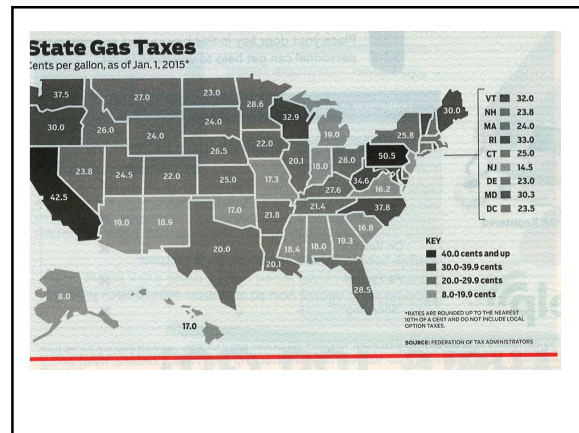 State Gas Taxes
Cents per gallon, as of Jan. 1, 2015*
37.5
27.0
23.0
28.6
32.9
30.0
30.0
26.0
24.0
24.0
19.0
25.8
23.8
24.5
22.0
26.5
22.0
20.1
18.0
28.0
50.5
42.5
25.0
17.3
27.6
34.6
16.2
19.0
18.9
17.0
21.8
21.4
37.8
20.0
20.1
18.4
18.0
19.3
16.8
28.5
8.0
17.0
VT 32.0
NH 23.8
MA 24.0
RI 33.0
CT 25.0
NJ 14.5
DE 23.0
MD 30.3
DC 23.5
KEY
40.0 cents and up
30.0-39.9 cents
20.0-29.9 cents
8.0-19.9 cents
*RATES ARE ROUNDED UP TO THE NEAREST
10TH OF A CENT AND DO NOT INCLUDE LOCAL
OPTION TAXES.
SOURCE: FEDERATION OF TAX ADMINISTRATORS